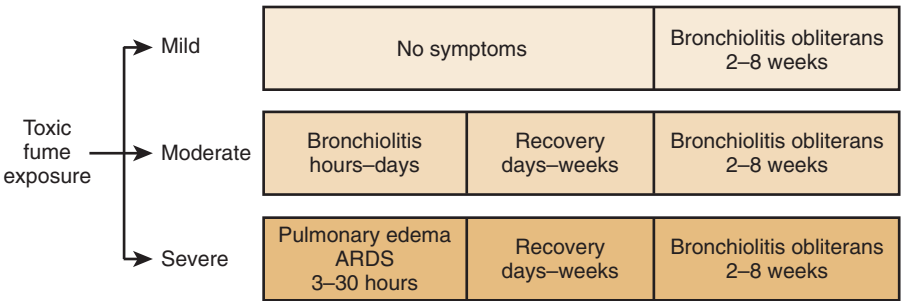 Toxic
fume
exposure
Mild
No symptoms
Bronchiolitis obliterans
2–8 weeks
Moderate
Bronchiolitis
hours–days
Recovery
days–weeks
Bronchiolitis obliterans
2–8 weeks
Severe
Pulmonary edema
ARDS
3–30 hours
Recovery
days–weeks
Bronchiolitis obliterans
2–8 weeks